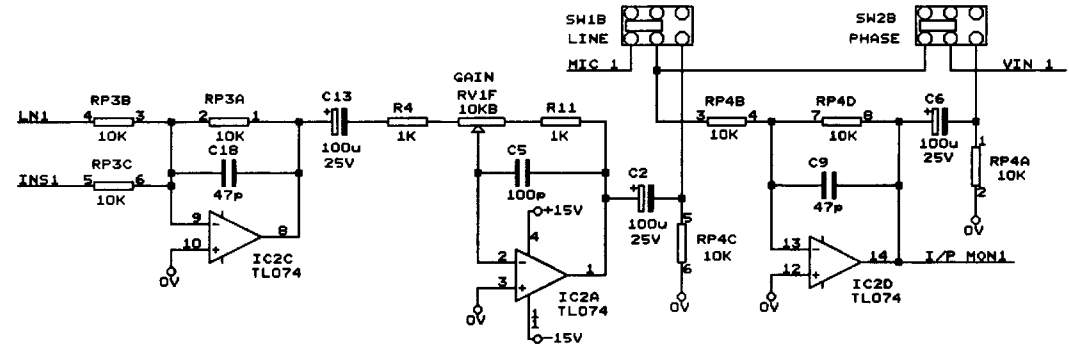 SW1B
LINE
SW2B
PHASE
MIC 1
VIN 1
GAIN
RV1F
10KB
LN1
4
RP3B
3
10K
2
RP3A
1
10K
C13
+
100u
25V
R4
1K
R11
1K
3
RP4B
4
10K
7
RP4D
8
10K
C6
+
100u
25V
1
RP4A
10K
2
0V
INS1
5
RP3C
6
10K
C18
47p
C5
100p
C2
+
100u
25V
5
RP4C
10K
6
0V
C9
47p
9
-
10
+
8
IC2C
TL074
0V
+15V
4
2
-
3
+
1
IC2A
TL074
0V
11
-15V
13
-
12
+
14
IC2D
TL074
0V
I/P MON1